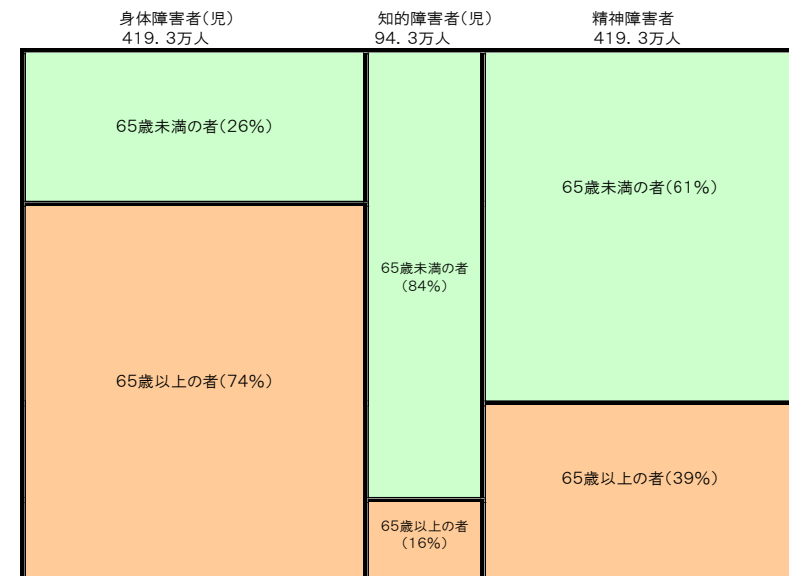 身体障害者(児)
419.3万人
知的障害者(児)
94.3万人
精神障害者
419.3万人
65歳未満の者(26%)
65歳以上の者(74%)
65歳未満の者
(84%)
65歳以上の者
(16%)
65歳未満の者(61%)
65歳以上の者(39%)